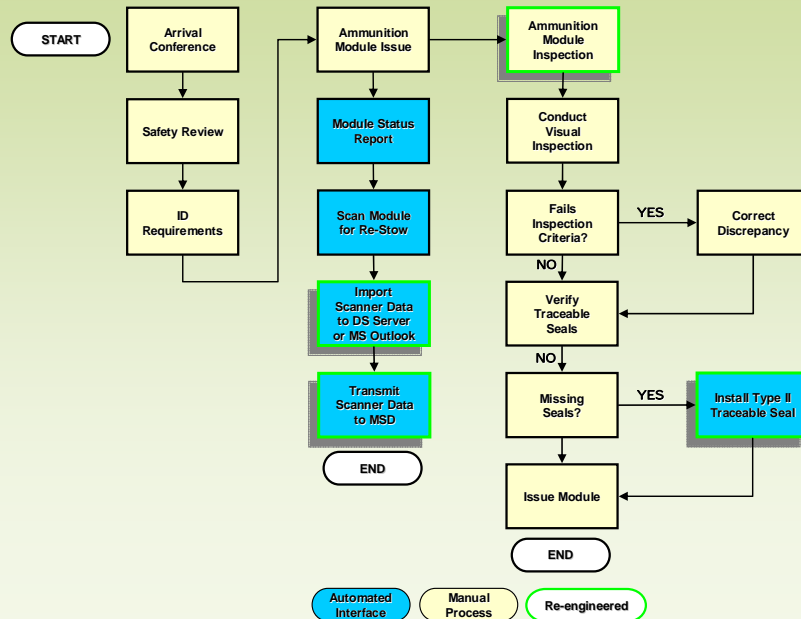 START
Arrival
Conference
Safety Review
ID
Requirements
Ammunition
Module Issue
Module Status
Report
Scan Module
for Re-Stow
Import
Scanner Data
to DS Server
or MS Outlook
Transmit
Scanner Data
to MSD
END
Ammunition
Module
Inspection
Conduct
Visual
Inspection
Fails
Inspection
Criteria?
YES
Correct
Discrepancy
NO
Verify
Traceable
Seals
NO
Missing
Seals?
YES
Install Type II
Traceable Seal
Issue Module
END
Automated
Interface
Manual
Process
Re-engineered